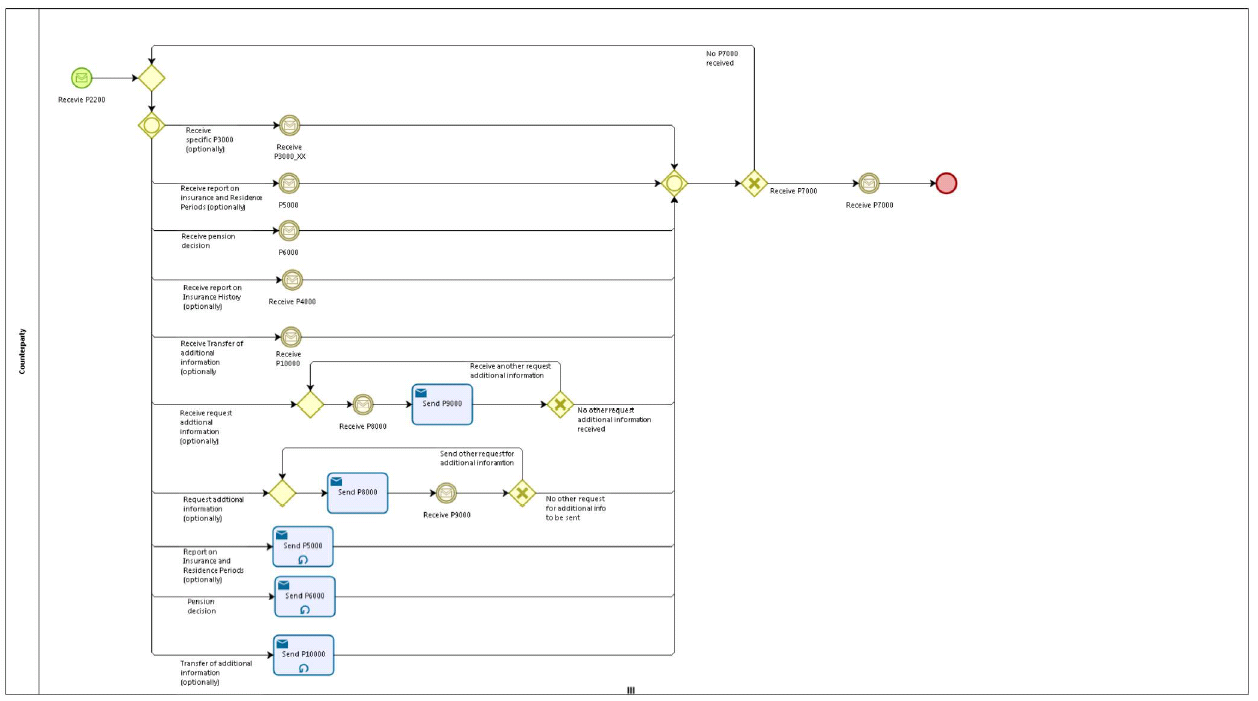 Counterparty
No P7000
received
Recevie P2200
Receive
specific P3000
(optionally)
Receive
P3000_XX
Receive report on
insurance and Residence
Periods (optionally)
P5000
Receive P7000
Receive P7000
Receive pension
decision
P6000
Receive report on
Insurance History
(optionally)
Receive P4000
Receive Transfer of
additional
information
(optionally
Receive
P10000
Receive another request
additional information
Receive request
additional
information
(optionally)
Receive P8000
Send P9000
No other request
additional information
received
Send other request for
additional inforamtion
Request addtional
information
(optionally)
Send P8000
Receive P9000
No other request
for additional info
to be sent
Report on
Insurance and
Residence Periods
(optionally)
Send P5000
Pension
decision
Send P6000
Transfer of additional
information
(optionally)
Send P10000